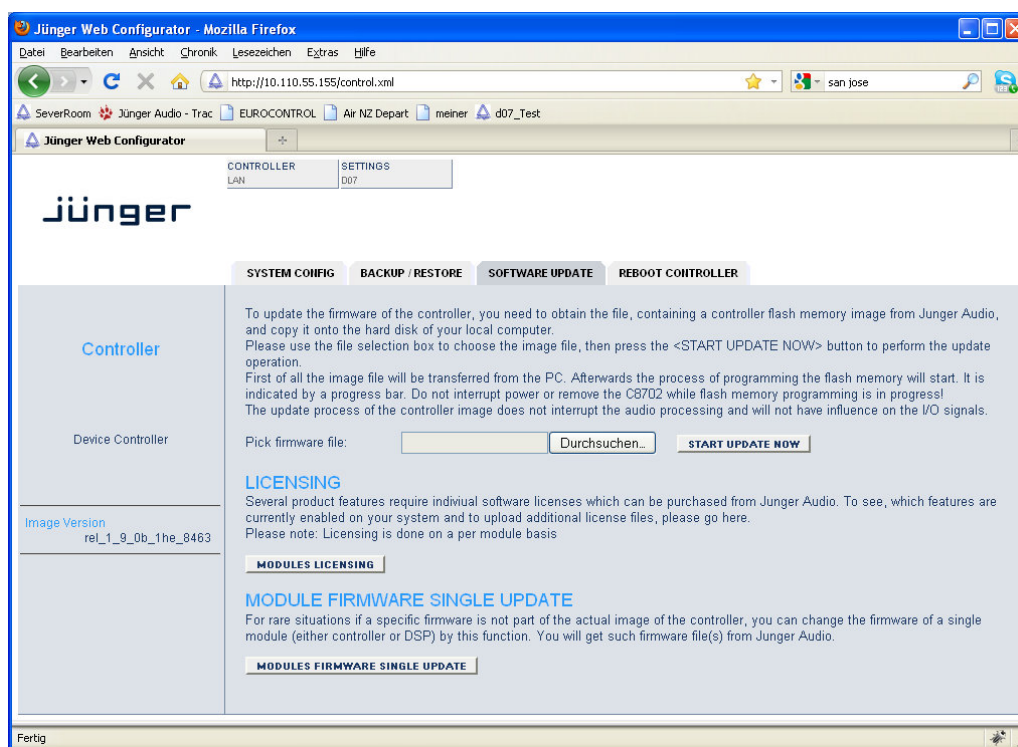 Jünger Web Configurator - Mozilla Firefox
Datei Bearbeiten Ansicht Chronik Lesezeichen Extras Hilfe
http://10.110.55.155/control.xml
san jose
SeverRoom Jünger Audio - Trac EUROCONTROL Air NZ Depart meiner d07_Test
Jünger Web Configurator
CONTROLLER SETTINGS
LAN D07
jünger
SYSTEM CONFIG BACKUP / RESTORE SOFTWARE UPDATE REBOOT CONTROLLER
To update the firmware of the controller, you need to obtain the file, containing a controller flash memory image from Junger Audio,
and copy it onto the hard disk of your local computer.
Please use the file selection box to choose the image file, then press the <START UPDATE NOW> button to perform the update
operation.
First of all the image file will be transferred from the PC. Afterwards the process of programming the flash memory will start. It is
indicated by a progress bar. Do not interrupt power or remove the C8702 while flash memory programming is in progress!
The update process of the controller image does not interrupt the audio processing and will not have influence on the I/O signals.
Controller
Device Controller
Pick firmware file: Durchsuchen... START UPDATE NOW
LICENSING
Several product features require indiviual software licenses which can be purchased from Junger Audio. To see, which features are
currently enabled on your system and to upload additional license files, please go here.
Please note: Licensing is done on a per module basis
Image Version
rel_1_9_0b_1he_8463
MODULES LICENSING
MODULE FIRMWARE SINGLE UPDATE
For rare situations if a specific firmware is not part of the actual image of the controller, you can change the firmware of a single
module (either controller or DSP) by this function. You will get such firmware file(s) from Junger Audio.
MODULES FIRMWARE SINGLE UPDATE
Fertig